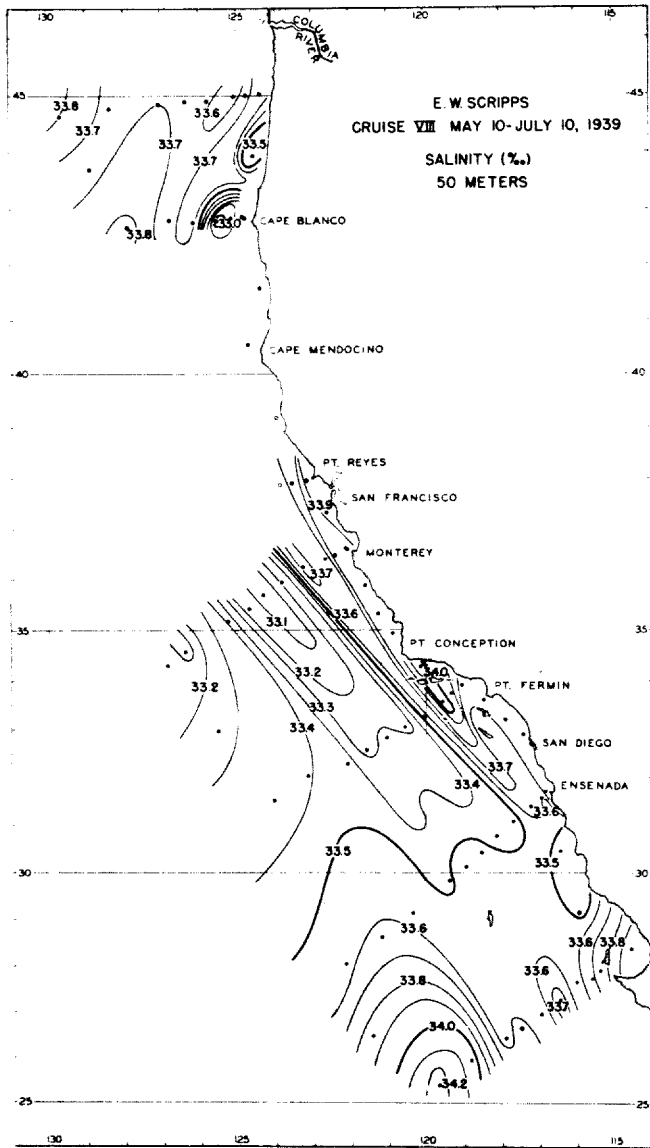 130 125 120 115
COLUMBIA
RIVER
45 45
E. W. SCRIPPS
CRUISE VIII MAY 10-JULY 10, 1939
SALINITY (‰)
50 METERS
33.8
33.7
33.7
33.6
33.7
33.5
33.8
33.0
CAPE BLANCO
CAPE MENDOCINO
40 40
PT. REYES
33.9
SAN FRANCISCO
MONTEREY
33.7
33.6
35 35
33.1
PT. CONCEPTION
34.0
33.2
33.2
PT. FERMIN
33.3
33.4
SAN DIEGO
33.7
33.4
ENSENADA
33.6
33.5
33.5
30 30
33.6
33.6
33.8
33.6
33.8
33.7
34.0
34.2
25 25
130 125 120 115